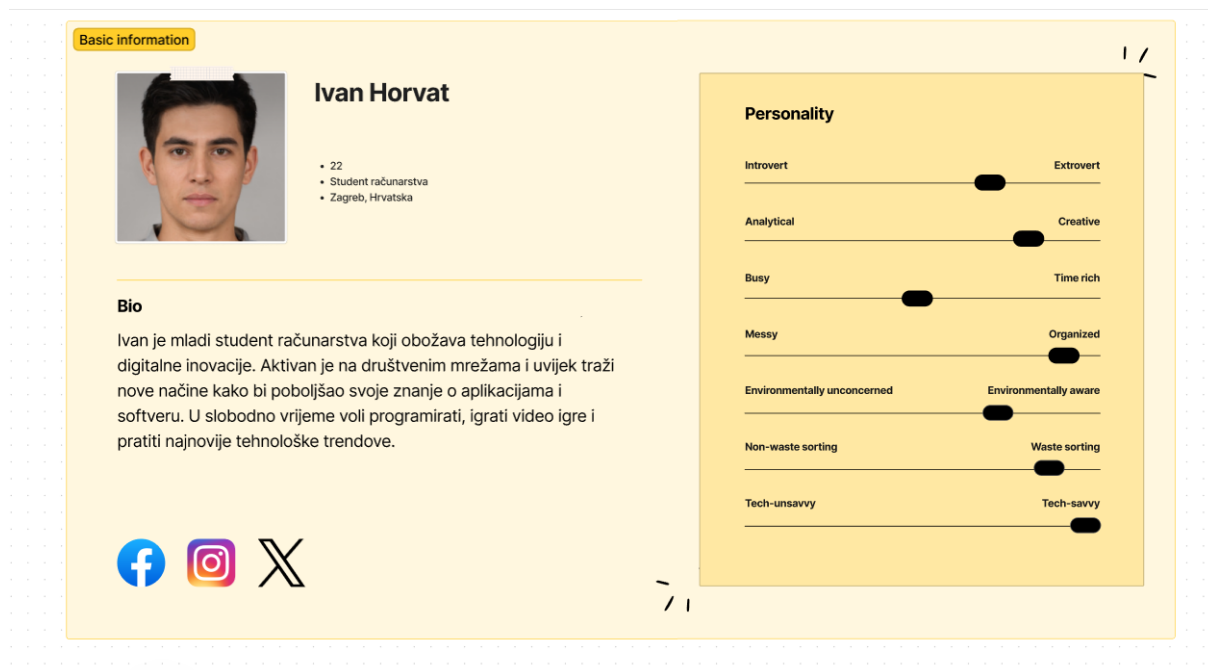 Basic information
Ivan Horvat
• 22
• Student računarstva
• Zagreb, Hrvatska
Bio
Ivan je mladi student računarstva koji obožava tehnologiju i
digitalne inovacije. Aktivan je na društvenim mrežama i uvijek traži
nove načine kako bi poboljšao svoje znanje o aplikacijama i
softveru. U slobodno vrijeme voli programirati, igrati video igre i
pratiti najnovije tehnološke trendove.
Personality
Introvert Extrovert
Analytical Creative
Busy Time rich
Messy Organized
Environmentally unconcerned Environmentally aware
Non-waste sorting Waste sorting
Tech-unsavvy Tech-savvy